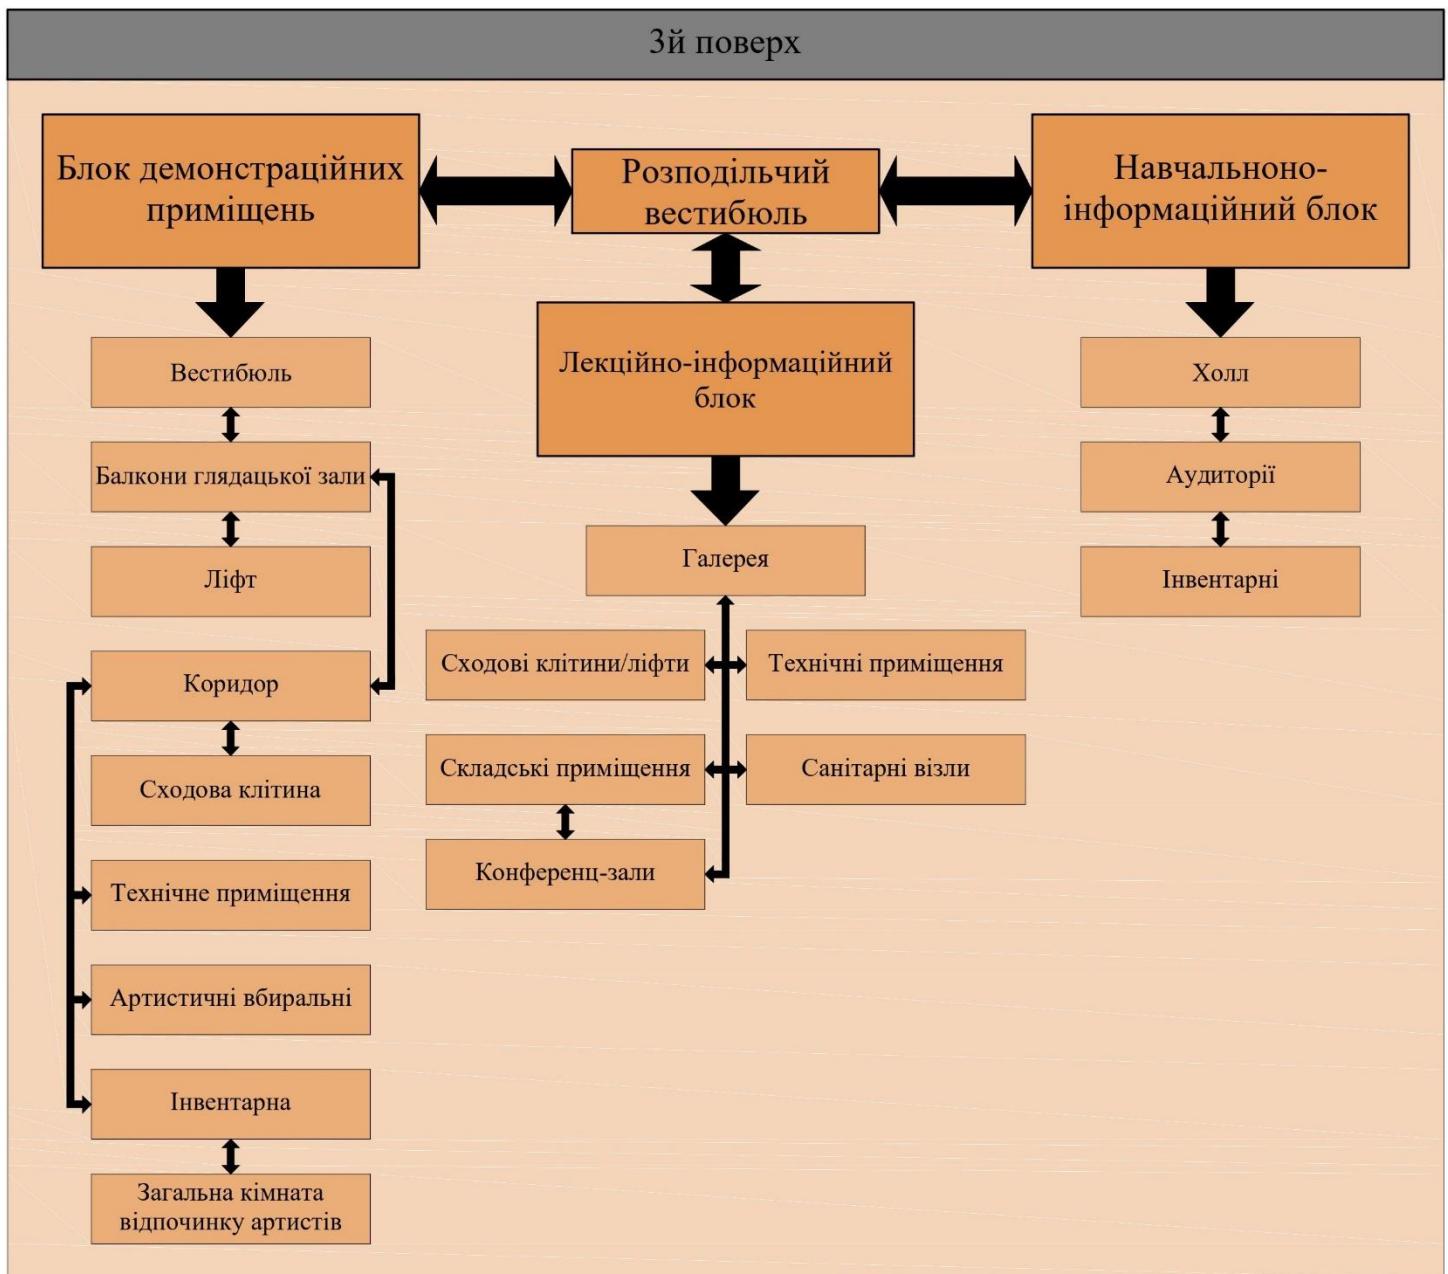 3й поверх
Блок демонстраційних
приміщень
Розподільчий
вестибюль
Навчальноно-
інформаційний блок
Вестибюль
Балкони глядацької зали
Ліфт
Коридор
Сходова клітина
Технічне приміщення
Артистичні вбиральні
Інвентарна
Загальна кімната
відпочинку артистів
Лекційно-інформаційний
блок
Галерея
Сходові клітини/ліфти
Технічні приміщення
Складські приміщення
Санітарні візли
Конференц-зали
Холл
Аудиторії
Інвентарні